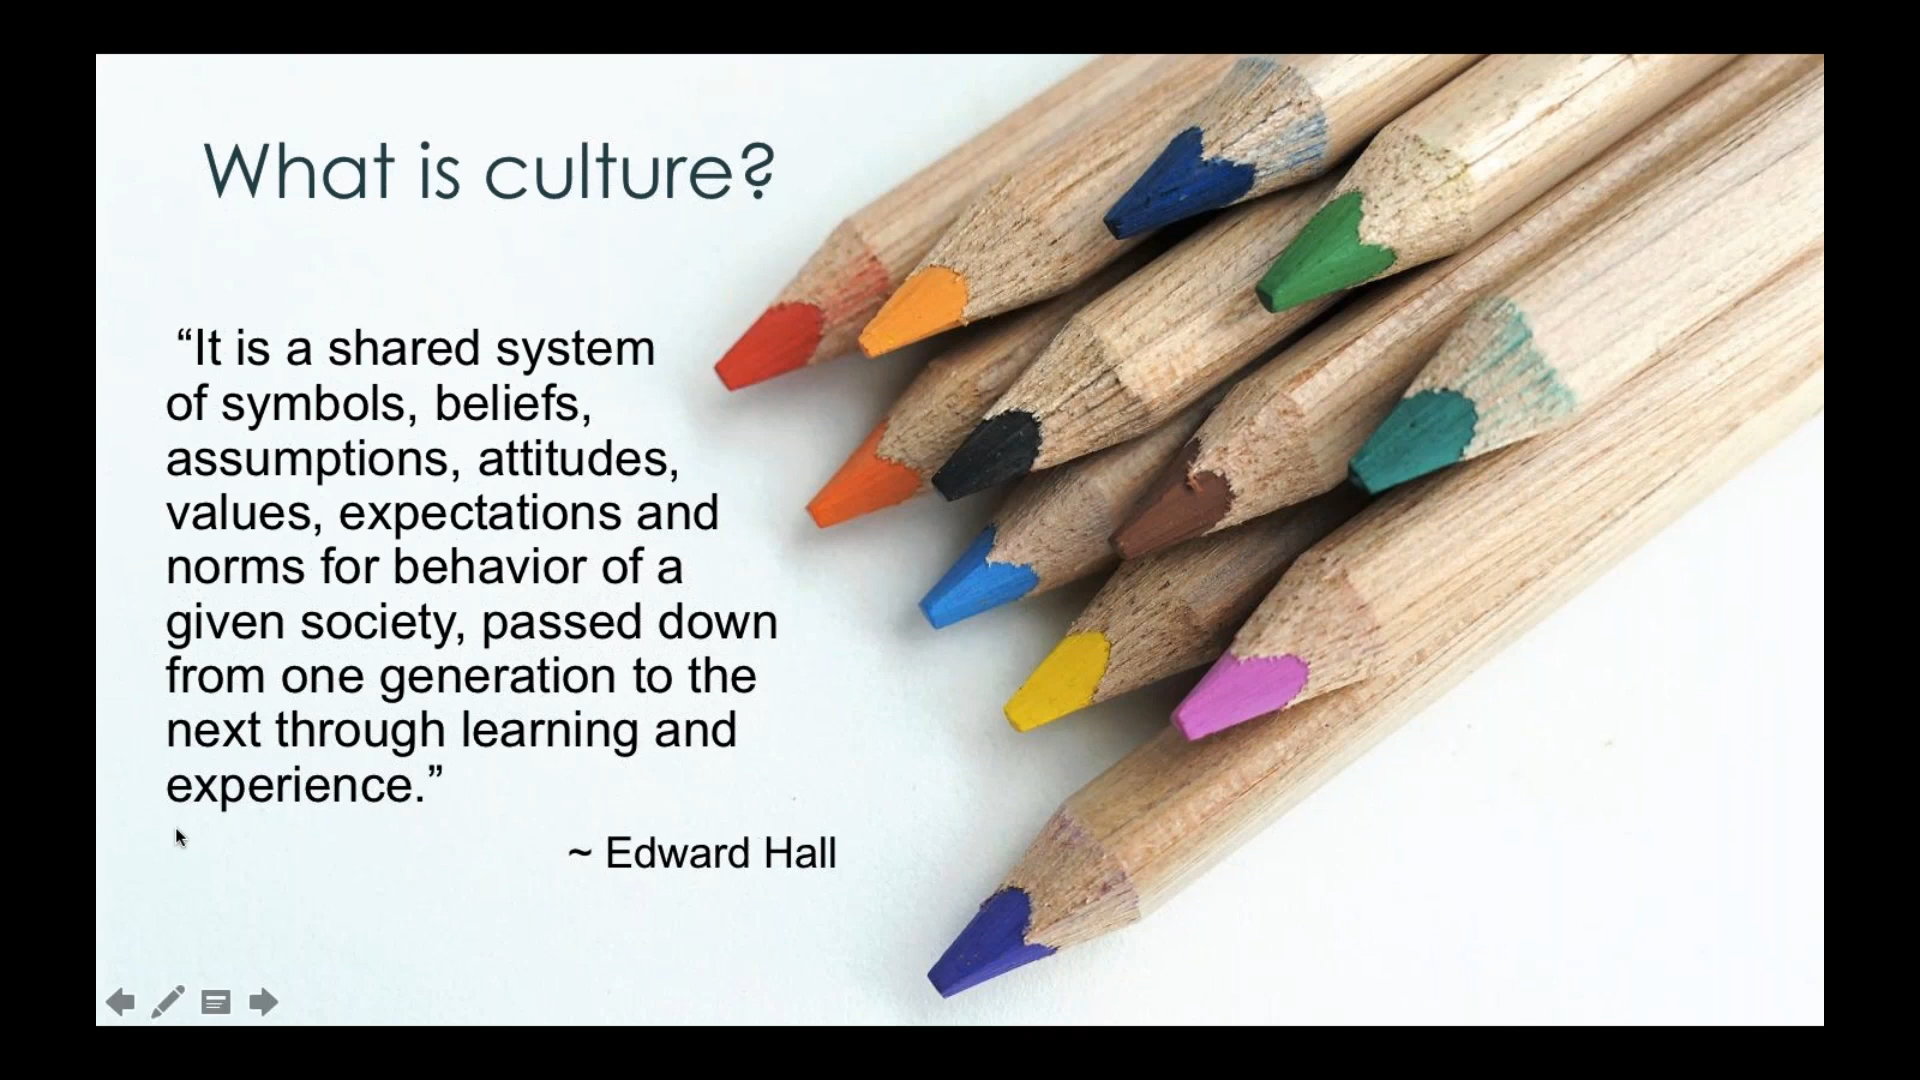 What is culture?
“It is a shared system
of symbols, beliefs,
assumptions, attitudes,
values, expectations and
norms for behavior of a
given society, passed down
from one generation to the
next through learning and
experience.”
~ Edward Hall